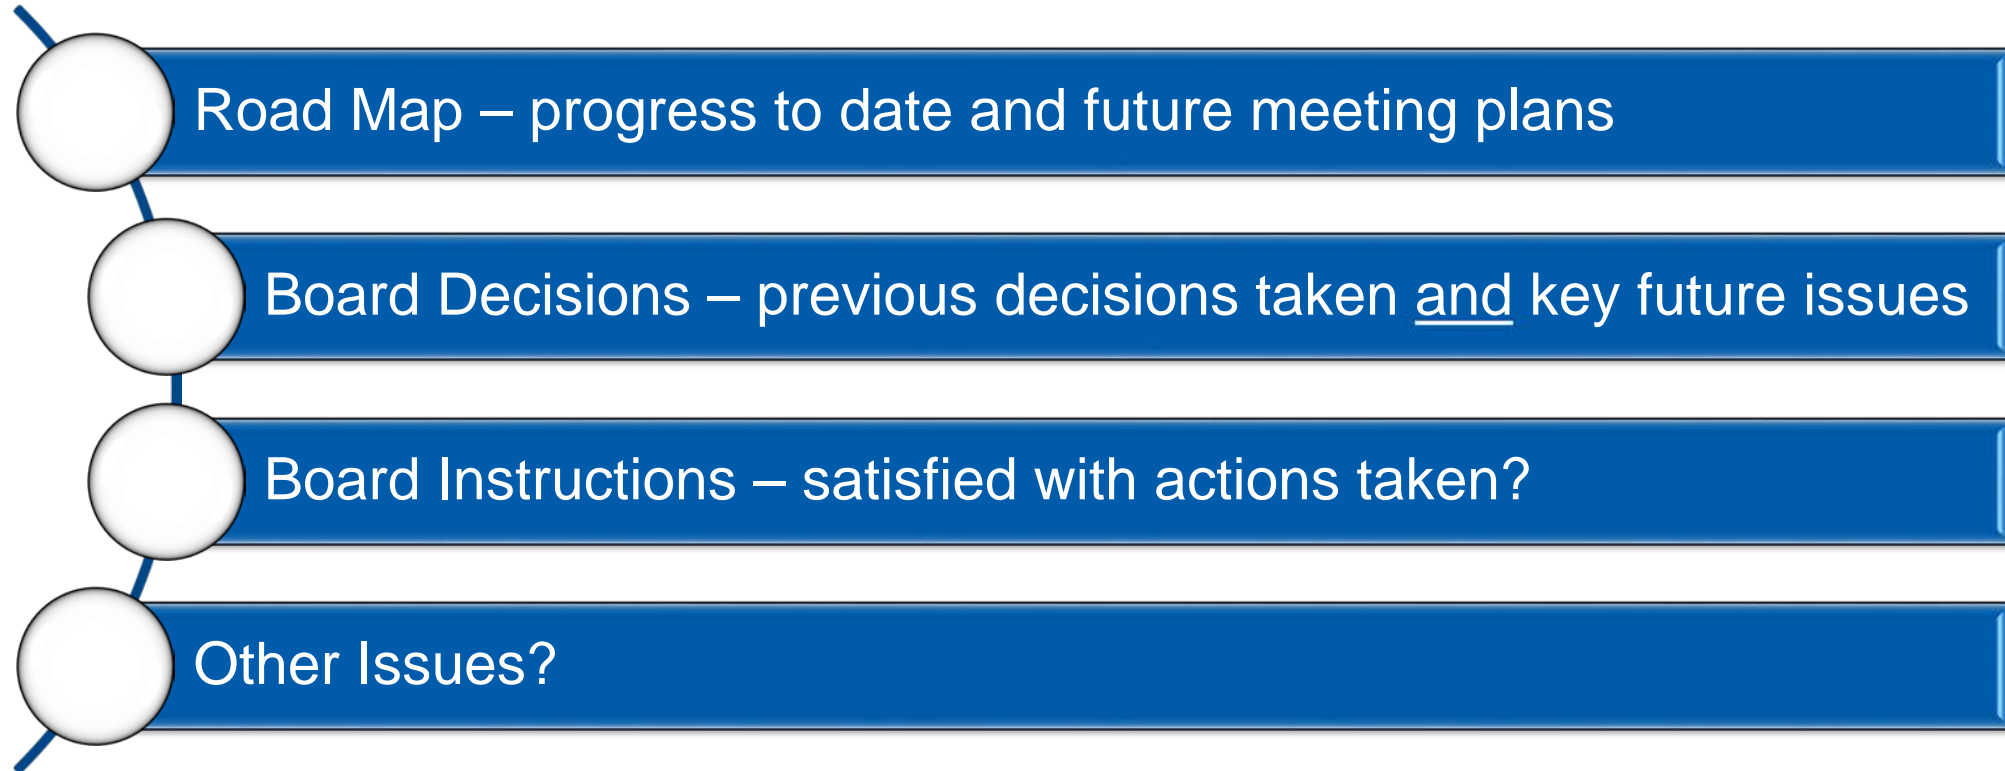 Road Map – progress to date and future meeting plans
Board Decisions – previous decisions taken and key future issues
Board Instructions – satisfied with actions taken?
Other Issues?